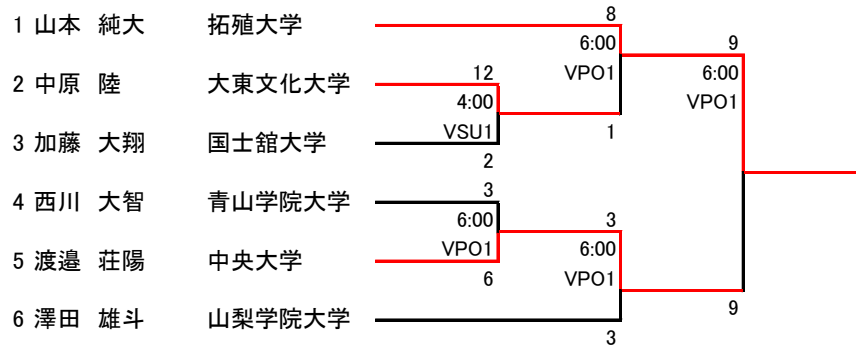 8
1 山本 純大 拓殖大学
6:00 9
VPO1 6:00
12
2 中原 陸 大東文化大学
4:00 VPO1
VSU1 1
3 加藤 大翔 国士舘大学
2
3
4 西川 大智 青山学院大学
6:00 3
VPO1 6:00
5 渡邉 荘陽 中央大学
6 VPO1
9
6 澤田 雄斗 山梨学院大学
3